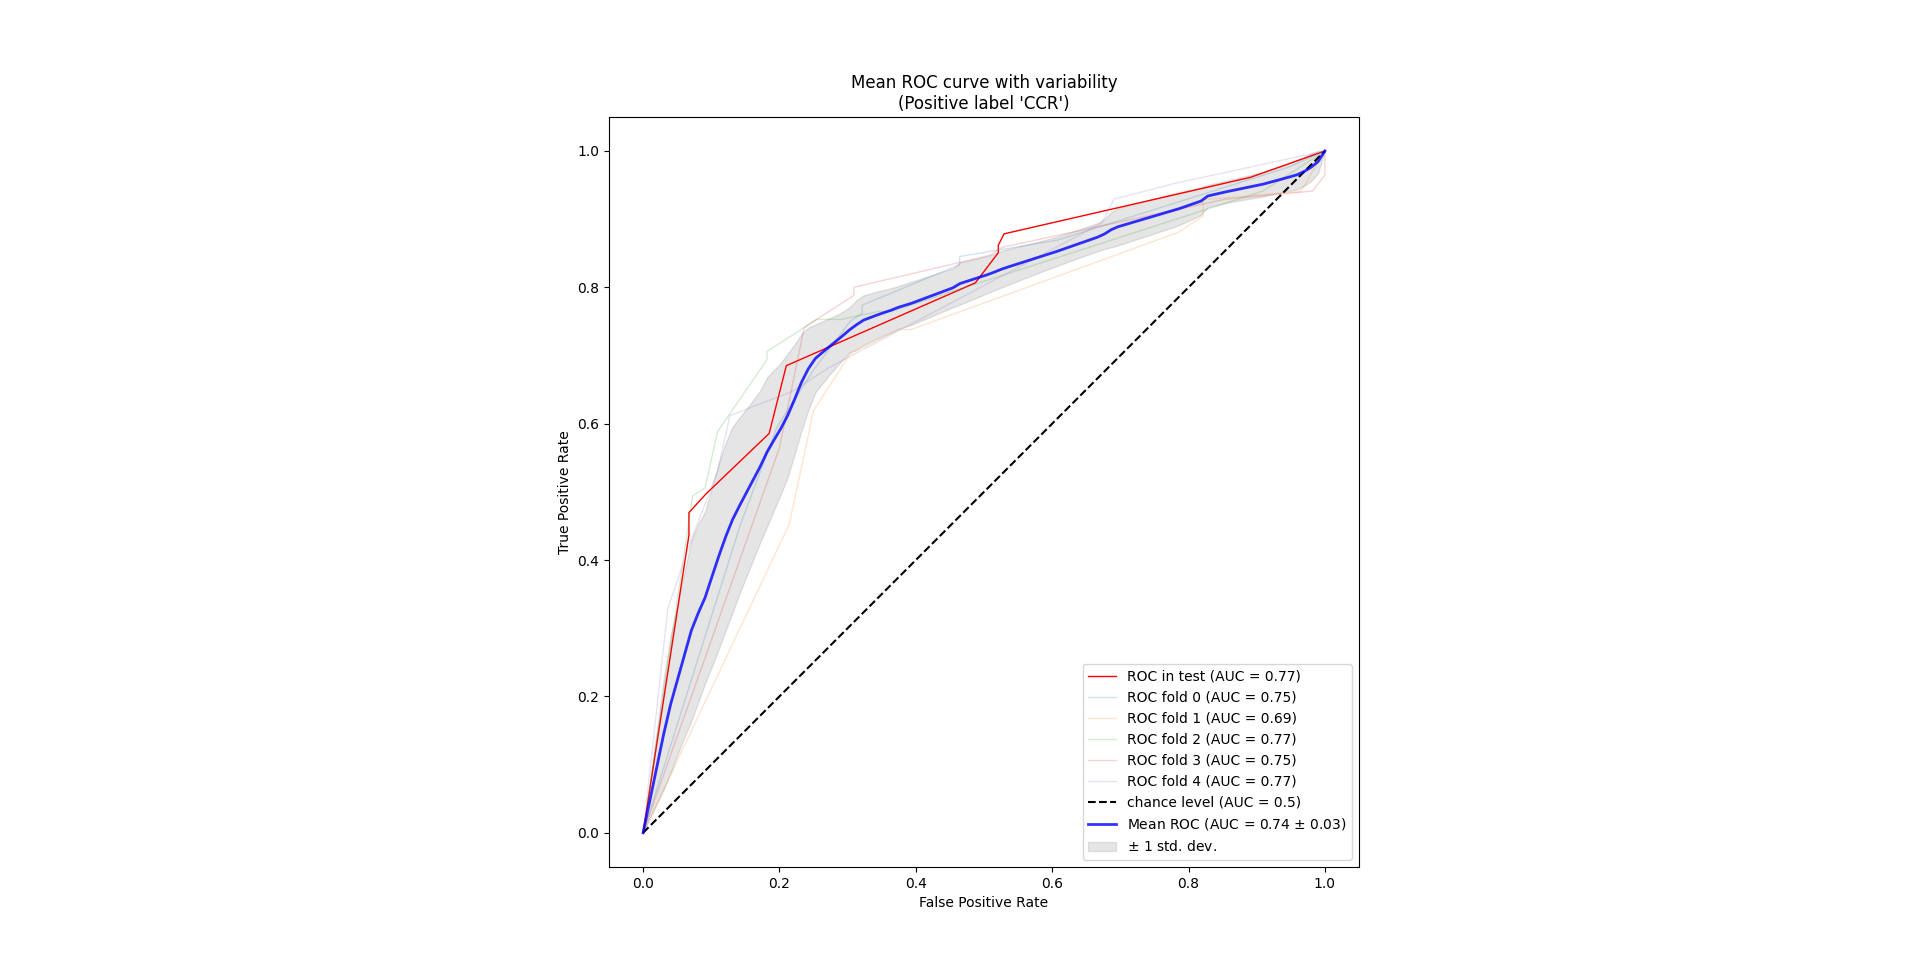 Mean ROC curve with variability
(Positive label 'CCR')
True Positive Rate
1.0
0.8
0.6
0.4
0.2
0.0
0.0 0.2 0.4 0.6 0.8 1.0
False Positive Rate
ROC in test (AUC = 0.77)
ROC fold 0 (AUC = 0.75)
ROC fold 1 (AUC = 0.69)
ROC fold 2 (AUC = 0.77)
ROC fold 3 (AUC = 0.75)
ROC fold 4 (AUC = 0.77)
chance level (AUC = 0.5)
Mean ROC (AUC = 0.74 ± 0.03)
± 1 std. dev.